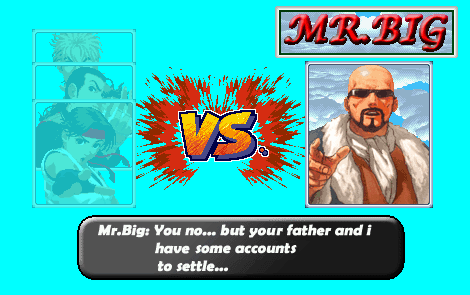 MR.BIG
VS.
Mr.Big: You no... but your father and i
have some accounts
to settle...